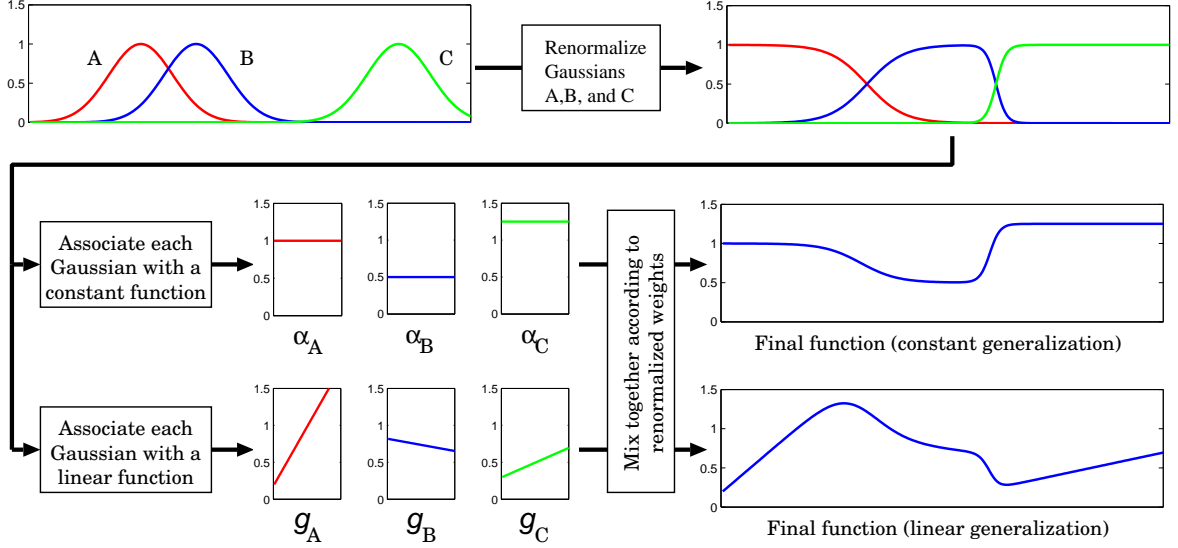 1.5
1
0.5
0
A
B
C
Renormalize
Gaussians
A,B, and C
1.5
1
0.5
0
Associate each
Gaussian with a
constant function
1.5
1
0.5
0
α_A
1.5
1
0.5
0
α_B
1.5
1
0.5
0
α_C
Mix together according to
renormalized weights
1.5
1
0.5
0
Final function (constant generalization)
Associate each
Gaussian with a
linear function
1.5
1
0.5
0
g_A
1.5
1
0.5
0
g_B
1.5
1
0.5
0
g_C
1.5
1
0.5
0
Final function (linear generalization)